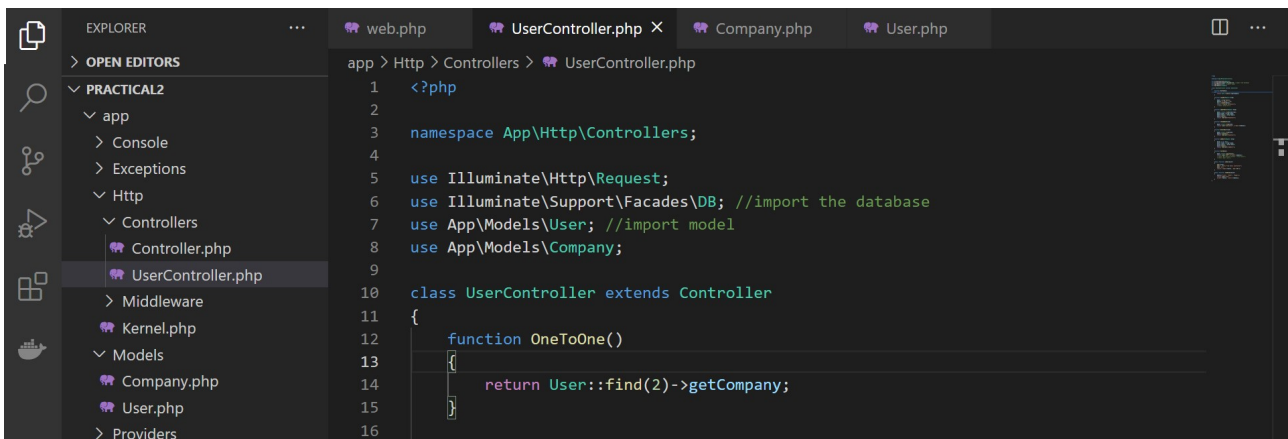 EXPLORER
OPEN EDITORS
PRACTICAL2
app
Console
Exceptions
Http
Controllers
Controller.php
UserController.php
Middleware
Kernel.php
Models
Company.php
User.php
Providers
web.php UserController.php Company.php User.php
app > Http > Controllers > UserController.php
1 <?php
2
3 namespace App\Http\Controllers;
4
5 use Illuminate\Http\Request;
6 use Illuminate\Support\Facades\DB; //import the database
7 use App\Models\User; //import model
8 use App\Models\Company;
9
10 class UserController extends Controller
11 {
12     function OneToOne()
13     {
14         return User::find(2)->getCompany;
15     }
16